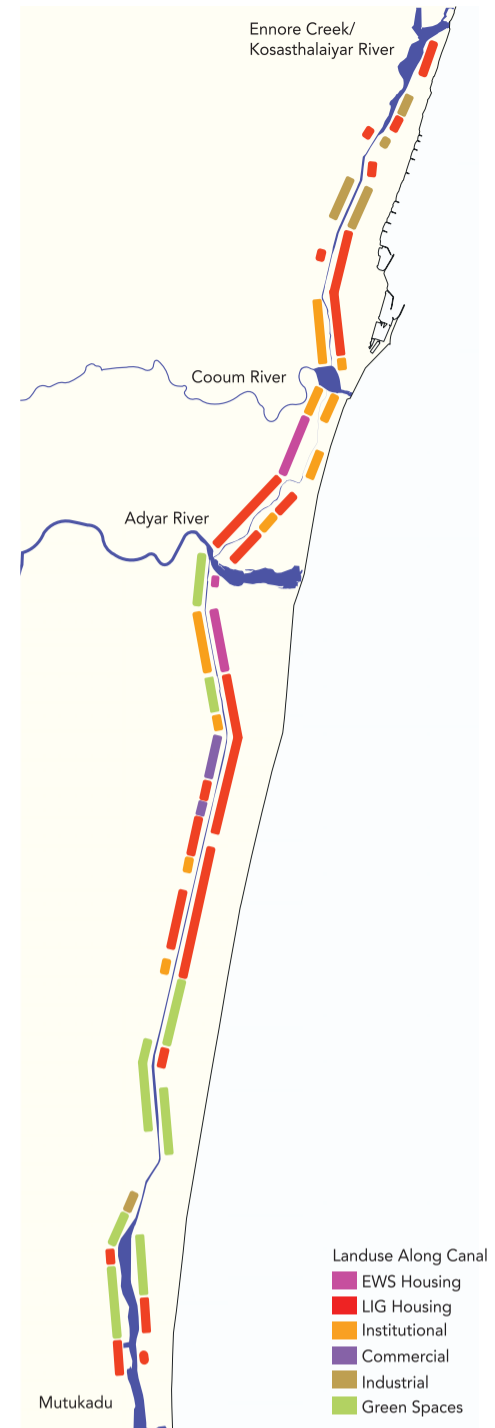 Ennore Creek/
Kosasthalaiyar River
Cooum River
Adyar River
Landuse Along Canal
EWS Housing
LIG Housing
Institutional
Commercial
Industrial
Green Spaces
Mutukadu